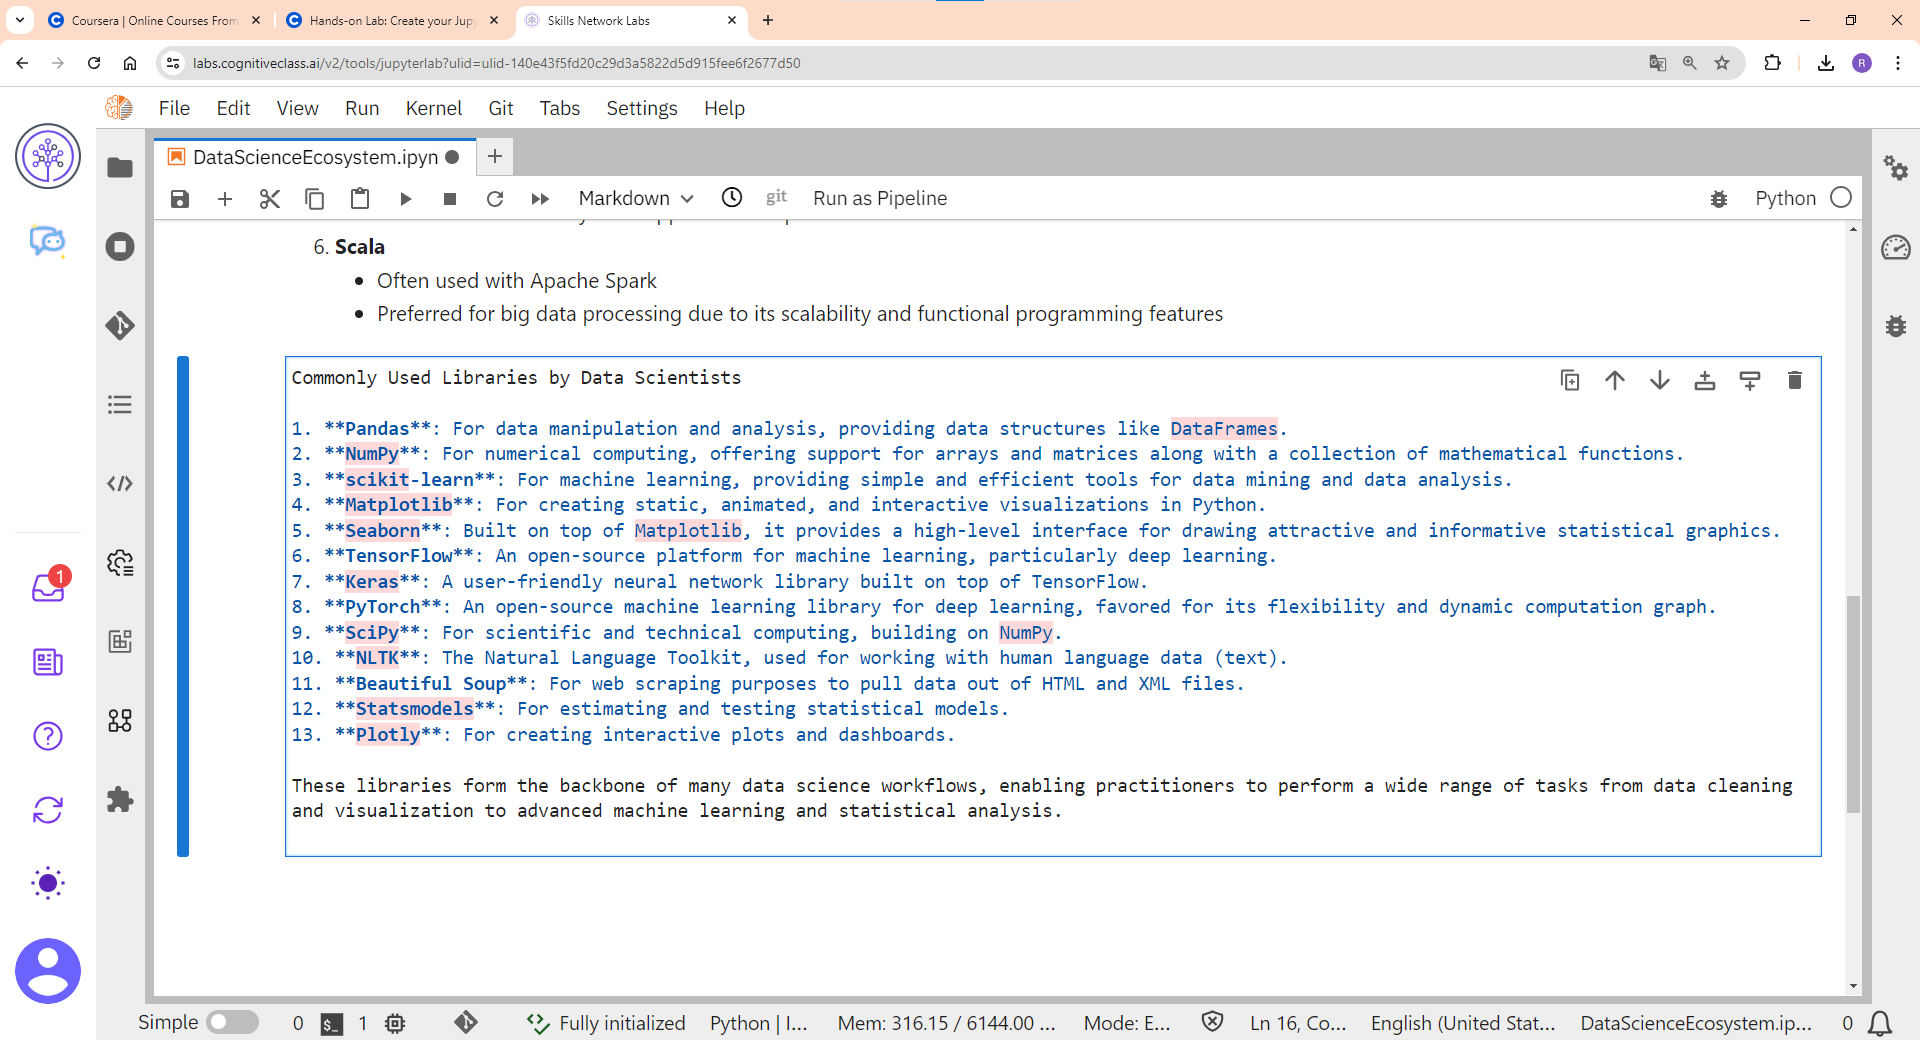 Coursera | Online Courses From
Hands-on Lab: Create your Jup
Skills Network Labs
labs.cognitiveclass.ai/v2/tools/jupyterlab?ulid=ulid-140e43f5fd20c29d3a5822d5d915fee6f2677d50
R
File Edit View Run Kernel Git Tabs Settings Help
DataScienceEcosystem.ipyn
Markdown
git
Run as Pipeline
Python
6. Scala
• Often used with Apache Spark
• Preferred for big data processing due to its scalability and functional programming features
Commonly Used Libraries by Data Scientists
1. **Pandas**: For data manipulation and analysis, providing data structures like DataFrames.
2. **NumPy**: For numerical computing, offering support for arrays and matrices along with a collection of mathematical functions.
3. **scikit-learn**: For machine learning, providing simple and efficient tools for data mining and data analysis.
4. **Matplotlib**: For creating static, animated, and interactive visualizations in Python.
5. **Seaborn**: Built on top of Matplotlib, it provides a high-level interface for drawing attractive and informative statistical graphics.
6. **TensorFlow**: An open-source platform for machine learning, particularly deep learning.
7. **Keras**: A user-friendly neural network library built on top of TensorFlow.
8. **PyTorch**: An open-source machine learning library for deep learning, favored for its flexibility and dynamic computation graph.
9. **SciPy**: For scientific and technical computing, building on NumPy.
10. **NLTK**: The Natural Language Toolkit, used for working with human language data (text).
11. **Beautiful Soup**: For web scraping purposes to pull data out of HTML and XML files.
12. **Statsmodels**: For estimating and testing statistical models.
13. **Plotly**: For creating interactive plots and dashboards.
These libraries form the backbone of many data science workflows, enabling practitioners to perform a wide range of tasks from data cleaning
and visualization to advanced machine learning and statistical analysis.
1
Simple 0 $_ 1 Fully initialized Python | I... Mem: 316.15 / 6144.00 ... Mode: E... Ln 16, Co... English (United Stat... DataScienceEcosystem.ip... 0